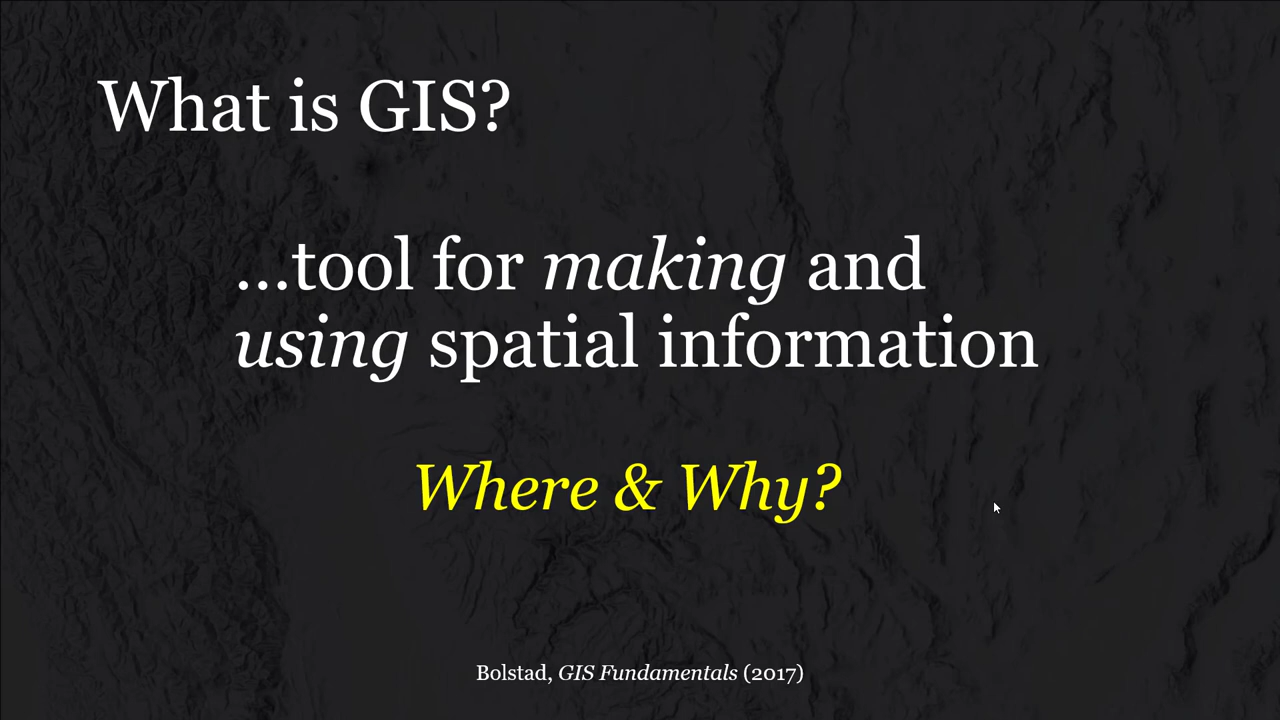 What is GIS?
...tool for making and
using spatial information
Where & Why?
Bolstad, GIS Fundamentals (2017)